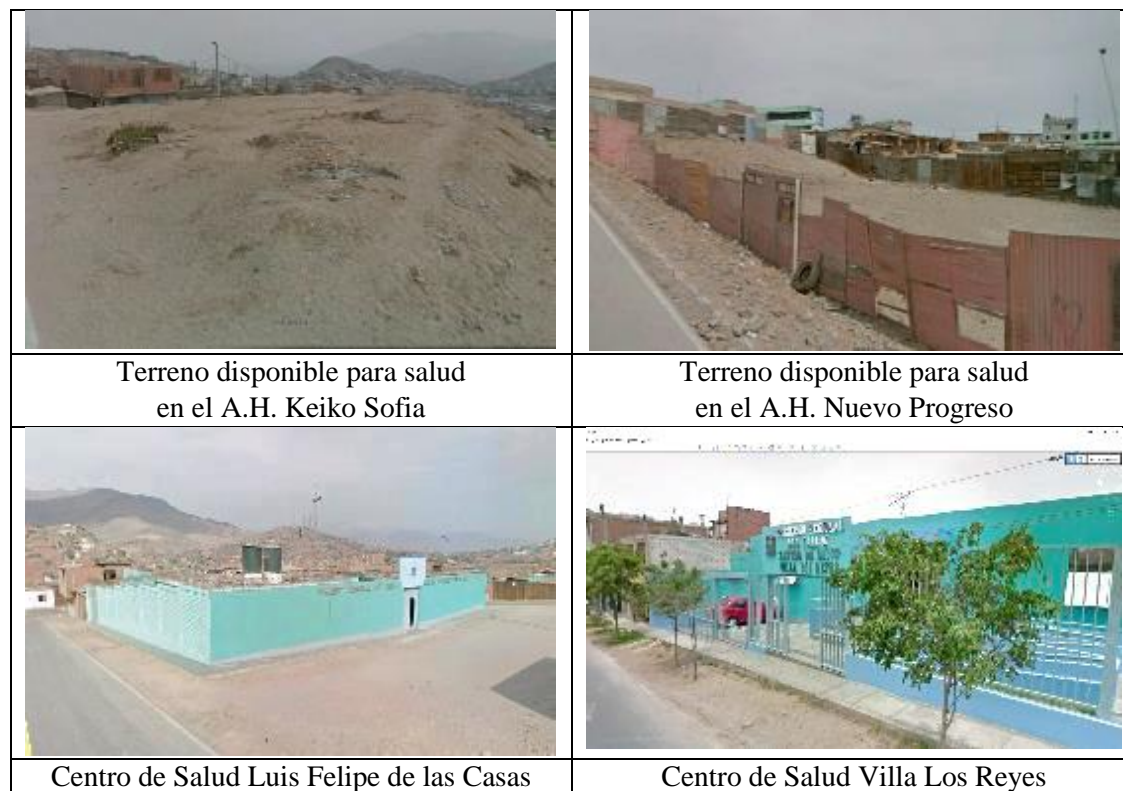 Terreno disponible para salud
en el A.H. Keiko Sofia
Terreno disponible para salud
en el A.H. Nuevo Progreso
Centro de Salud Luis Felipe de las Casas
Centro de Salud Villa Los Reyes